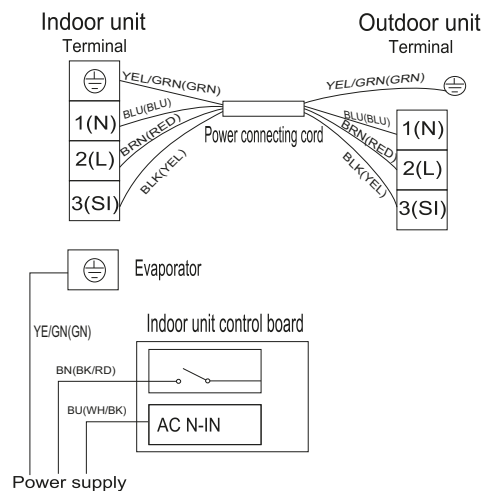 Indoor unit
Terminal
Outdoor unit
Terminal
YEL/GRN(GRN)
YEL/GRN(GRN)
1(N)
BLU(BLU)
BLU(BLU)
1(N)
Power connecting cord
2(L)
BRN(RED)
BRN(RED)
2(L)
3(SI)
BLK(YEL)
BLK(YEL)
3(SI)
Evaporator
YE/GN(GN)
Indoor unit control board
BN(BK/RD)
BU(WH/BK)
AC N-IN
Power supply